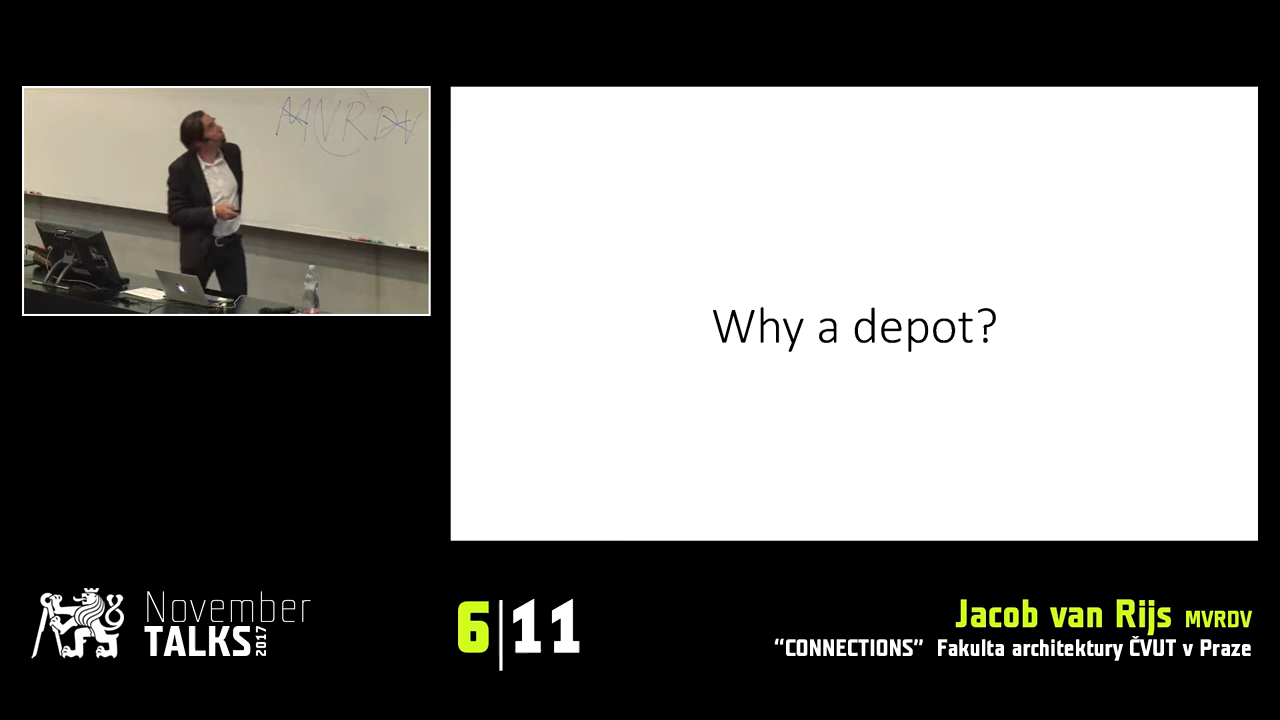 MVRDV
Why a depot?
November
TALKS 2017
6|11
Jacob van Rijs MVRDV
“CONNECTIONS” Fakulta architektury ČVUT v Praze